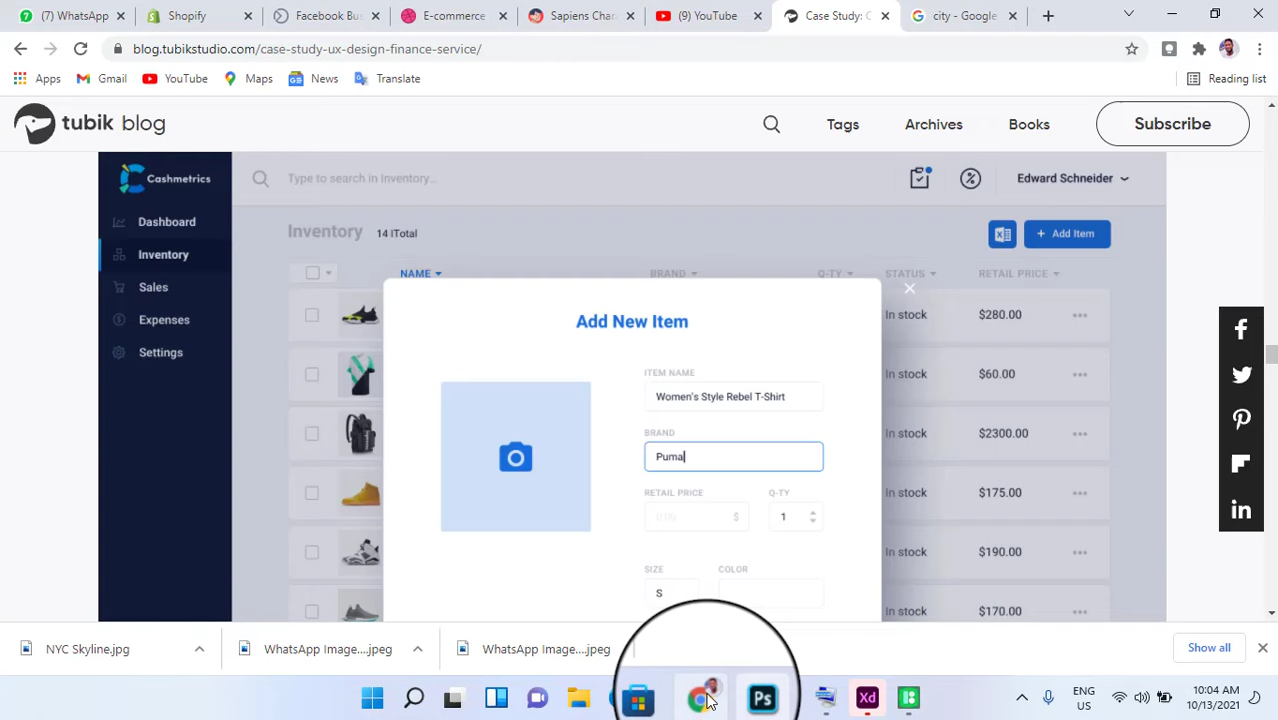 WhatsApp
Shopify
Facebook Bu
E-commerce
Sapiens Cha
(9) YouTube
Case Study: C
city - Google
blog.tubikstudio.com/case-study-ux-design-finance-service/
Apps
Gmail
YouTube
Maps
News
Translate
Reading list
tubik blog
Tags
Archives
Books
Subscribe
Cashmetrics
Type to search in Inventory...
Edward Schneider
Dashboard
Inventory
Sales
Expenses
Settings
Inventory 14 ITotal
+ Add Item
NAME
BRAND
Q-TY
STATUS
RETAIL PRICE
In stock $280.00
In stock $60.00
In stock $2300.00
In stock $175.00
In stock $190.00
In stock $170.00
Add New Item
ITEM NAME
Women's Style Rebel T-Shirt
BRAND
Puma
RETAIL PRICE
Q-TY
$
1
SIZE
COLOR
S
NYC Skyline.jpg
WhatsApp Image....jpeg
WhatsApp Image....jpeg
Show all
Ps
Xd
ENG
US
10:04 AM
10/13/2021